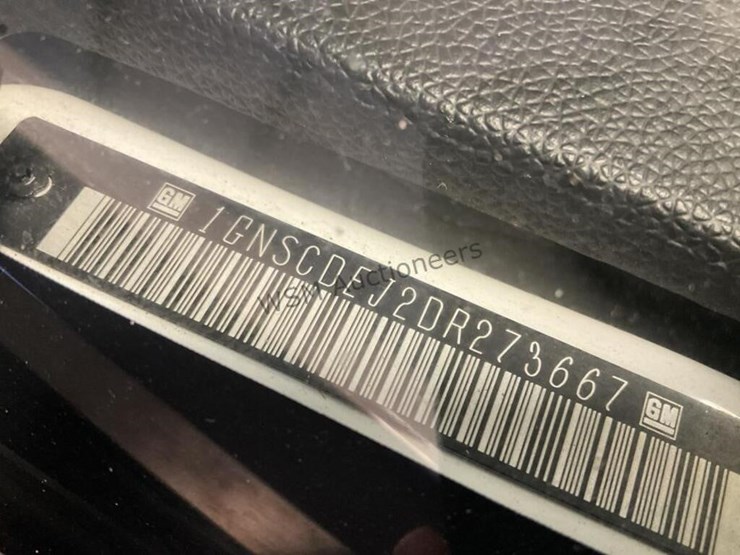 GM 1GNSCDEJ2DR273667 GM
WSM Auctioneers